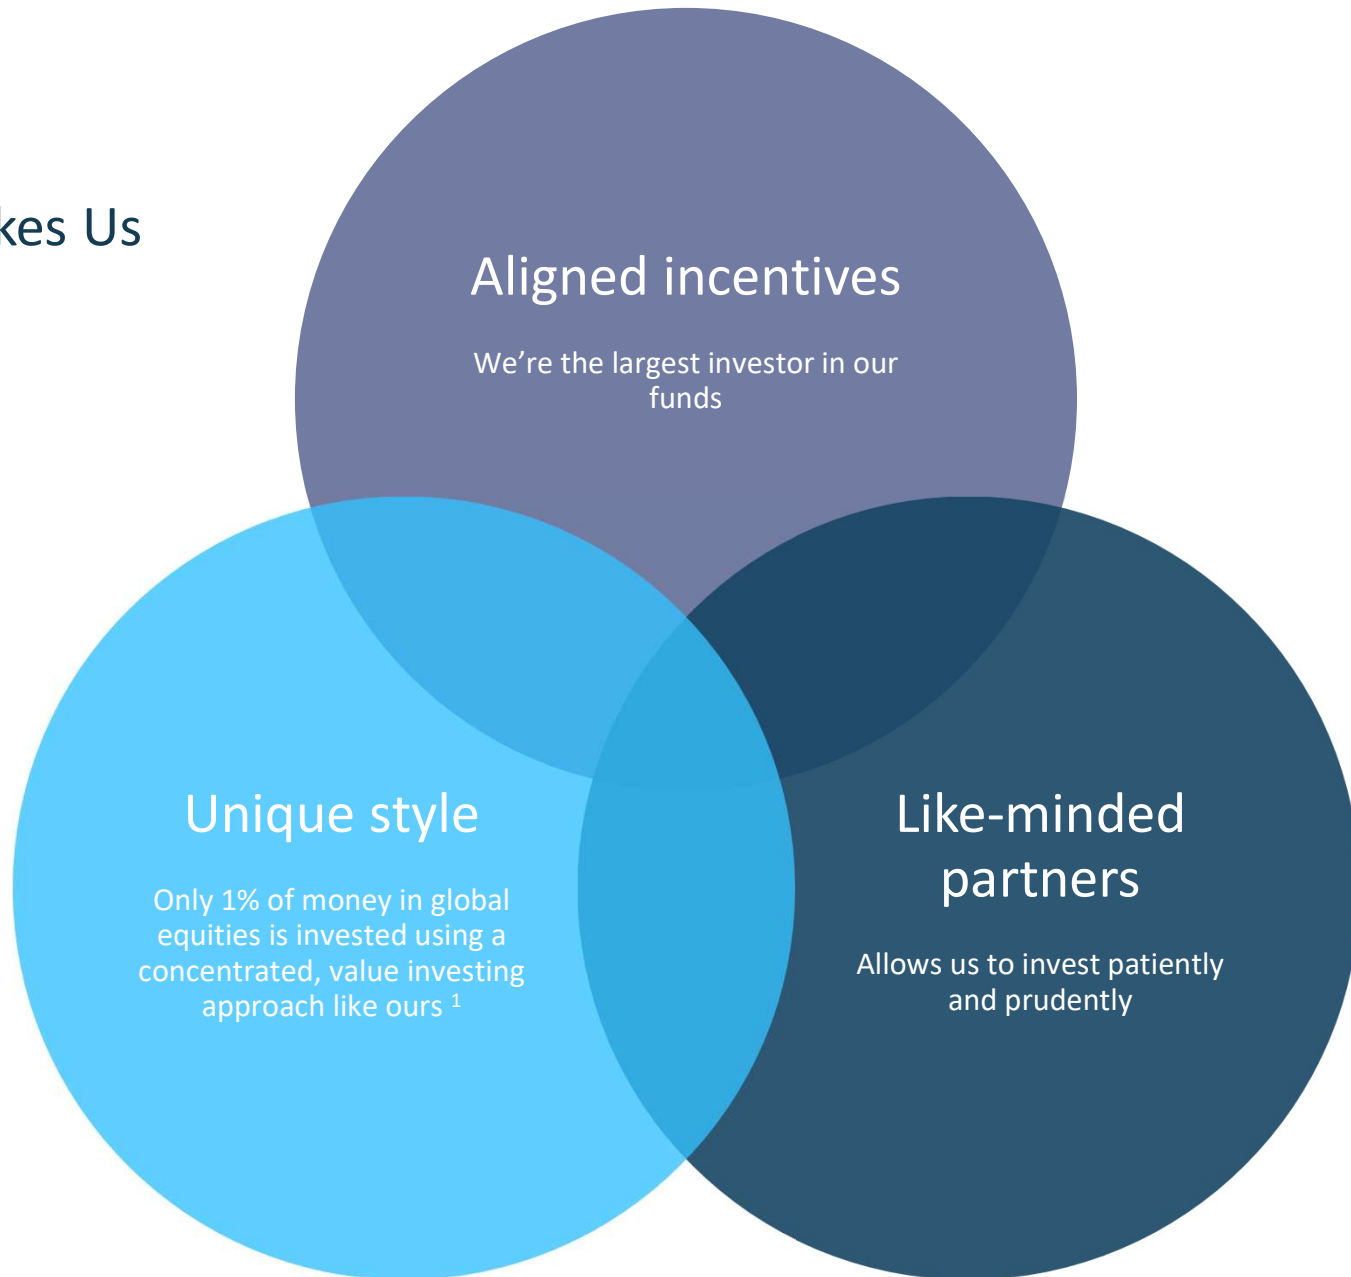 Us
Aligned incentives
We’re the largest investor in our
funds
Unique style
Only 1% of money in global
equities is invested using a
concentrated, value investing
approach like ours ¹
Like-minded
partners
Allows us to invest patiently
and prudently